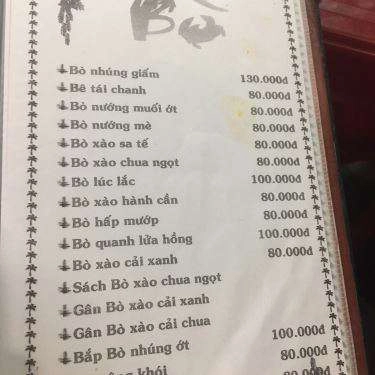 Bò
Bò nhúng giấm 130.000đ
Bê tái chanh 80.000đ
Bò nướng muối ớt 80.000đ
Bò nướng mè 80.000đ
Bò xào sa tế 80.000đ
Bò xào chua ngọt 80.000đ
Bò lúc lắc 100.000đ
Bò xào hành cần 80.000đ
Bò hấp mướp 80.000đ
Bò quanh lửa hồng 100.000đ
Bò xào cải xanh 80.000đ
Sách Bò xào chua ngọt
Gân Bò xào cải xanh
Gân Bò xào cải chua
Bắp Bò nhúng ớt 100.000đ
khói 80.000đ